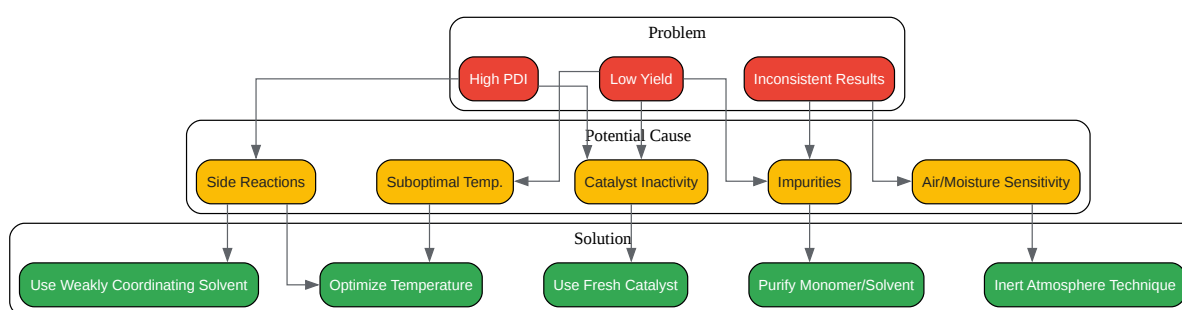 Problem
High PDI
Low Yield
Inconsistent Results
Potential Cause
Side Reactions
Suboptimal Temp.
Catalyst Inactivity
Impurities
Air/Moisture Sensitivity
Solution
Use Weakly Coordinating Solvent
Optimize Temperature
Use Fresh Catalyst
Purify Monomer/Solvent
Inert Atmosphere Technique